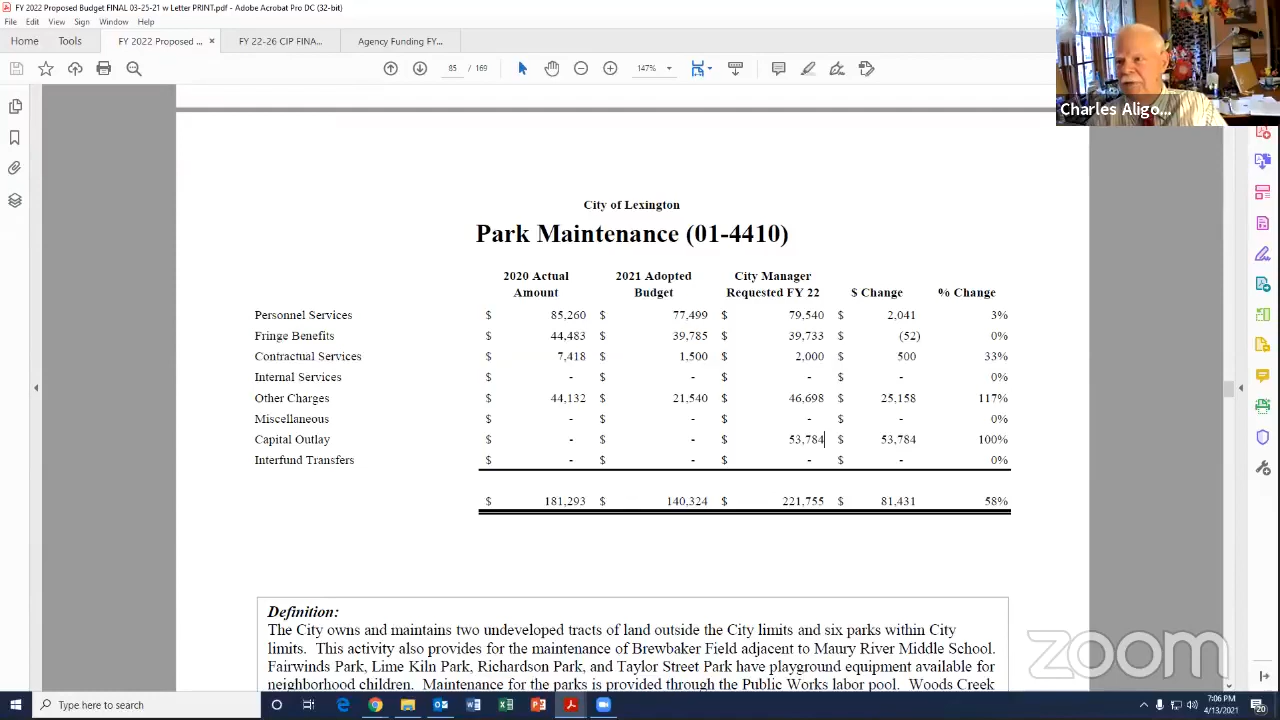 FY 2022 Proposed Budget FINAL 03-25-21 w Letter PRINT.pdf - Adobe Acrobat Pro DC (32-bit)
File Edit View Sign Window Help
Home Tools FY 2022 Proposed ... × FY 22-26 CIP FINA... Agency Funding FY...
85 / 169 147%
Charles Aligo...
City of Lexington
Park Maintenance (01-4410)
2020 Actual 2021 Adopted City Manager
Amount Budget Requested FY 22 $ Change % Change
Personnel Services $ 85,260 $ 77,499 $ 79,540 $ 2,041 3%
Fringe Benefits $ 44,483 $ 39,785 $ 39,733 $ (52) 0%
Contractual Services $ 7,418 $ 1,500 $ 2,000 $ 500 33%
Internal Services $ - $ - $ - $ - 0%
Other Charges $ 44,132 $ 21,540 $ 46,698 $ 25,158 117%
Miscellaneous $ - $ - $ - $ - 0%
Capital Outlay $ - $ - $ 53,784 $ 53,784 100%
Interfund Transfers $ - $ - $ - $ - 0%
$ 181,293 $ 140,324 $ 221,755 $ 81,431 58%
Definition:
The City owns and maintains two undeveloped tracts of land outside the City limits and six parks within City
limits. This activity also provides for the maintenance of Brewbaker Field adjacent to Maury River Middle School.
Fairwinds Park, Lime Kiln Park, Richardson Park, and Taylor Street Park have playground equipment available for
neighborhood children. Maintenance for the parks is provided through the Public Works labor pool. Woods Creek
zoom
Type here to search
7:06 PM
4/13/2021
20